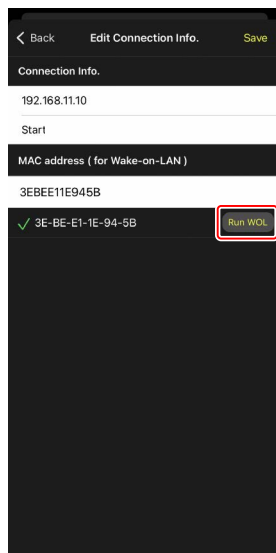 Back Edit Connection Info. Save
Connection Info.
192.168.11.10
Start
MAC address ( for Wake-on-LAN )
3EBEE11E945B
3E-BE-E1-1E-94-5B Run WOL